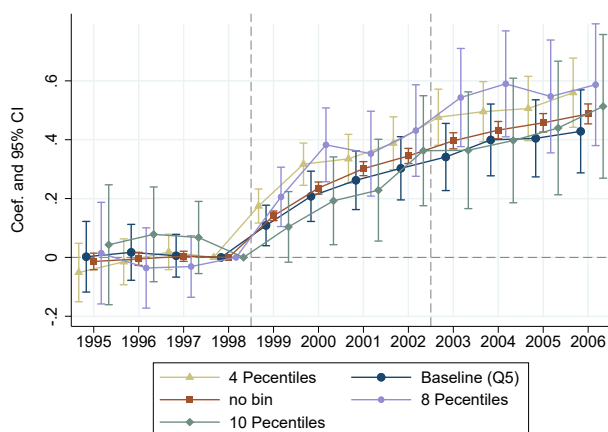 Coef. and 95% CI
.6
.4
.2
0
-.2
1995 1996 1997 1998 1999 2000 2001 2002 2003 2004 2005 2006
4 Pecentiles
Baseline (Q5)
no bin
8 Pecentiles
10 Pecentiles